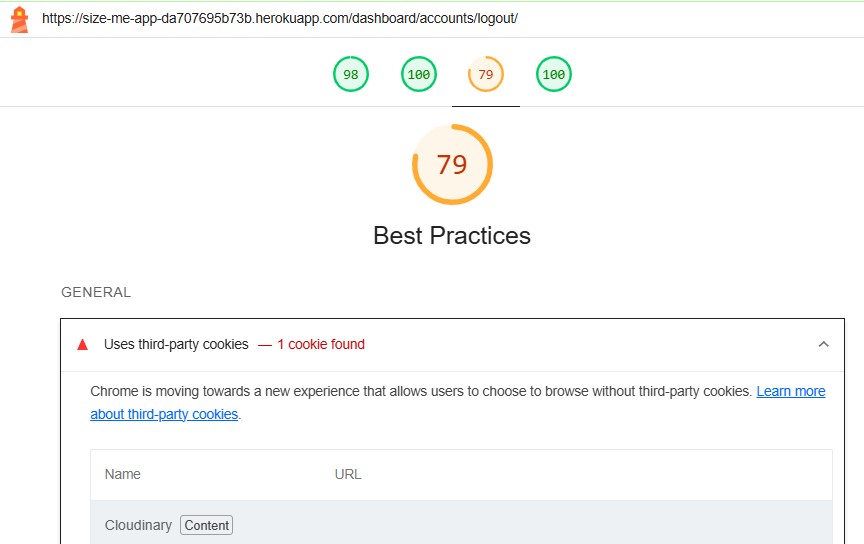 https://size-me-app-da707695b73b.herokuapp.com/dashboard/accounts/logout/
98 100 79 100
79
Best Practices
GENERAL
Uses third-party cookies — 1 cookie found
Chrome is moving towards a new experience that allows users to choose to browse without third-party cookies. Learn more
about third-party cookies.
Name URL
Cloudinary Content